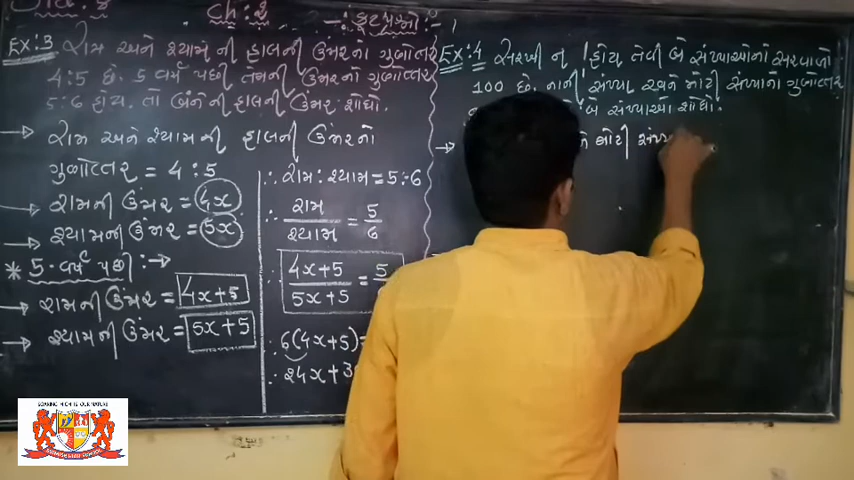 Ch: 2
-: કૂટપ્રશ્નો :- 1
Ex:3 રામ અને શ્યામ ની હાલની ઉંમરનો ગુણોત્તર
4:5 છે. 5 વર્ષ પછી તેમની ઉંમરનો ગુણોત્તર
5:6 હોય. તો બંનેની હાલની ઉંમર શોધો.
→ રામ અને શ્યામ ની હાલની ઉંમરનો
ગુણોત્તર = 4:5
→ રામની ઉંમર = 4x
→ શ્યામની ઉંમર = 5x
* 5-વર્ષ પછી :→
→ રામની ઉંમર = 4x+5
→ શ્યામની ઉંમર = 5x+5
∴ રામ : શ્યામ = 5:6
∴ રામ/શ્યામ = 5/6
∴ 4x+5/5x+5 = 5
∴ 6(4x+5)=
∴ 24x+3
Ex:4 સરખી ન હોય તેવી બે સંખ્યાઓનો સરવાળો
100 છે. નાની સંખ્યા અને મોટી સંખ્યાનો ગુણોત્તર
બે સંખ્યાઓ શોધો.
→ મોટી